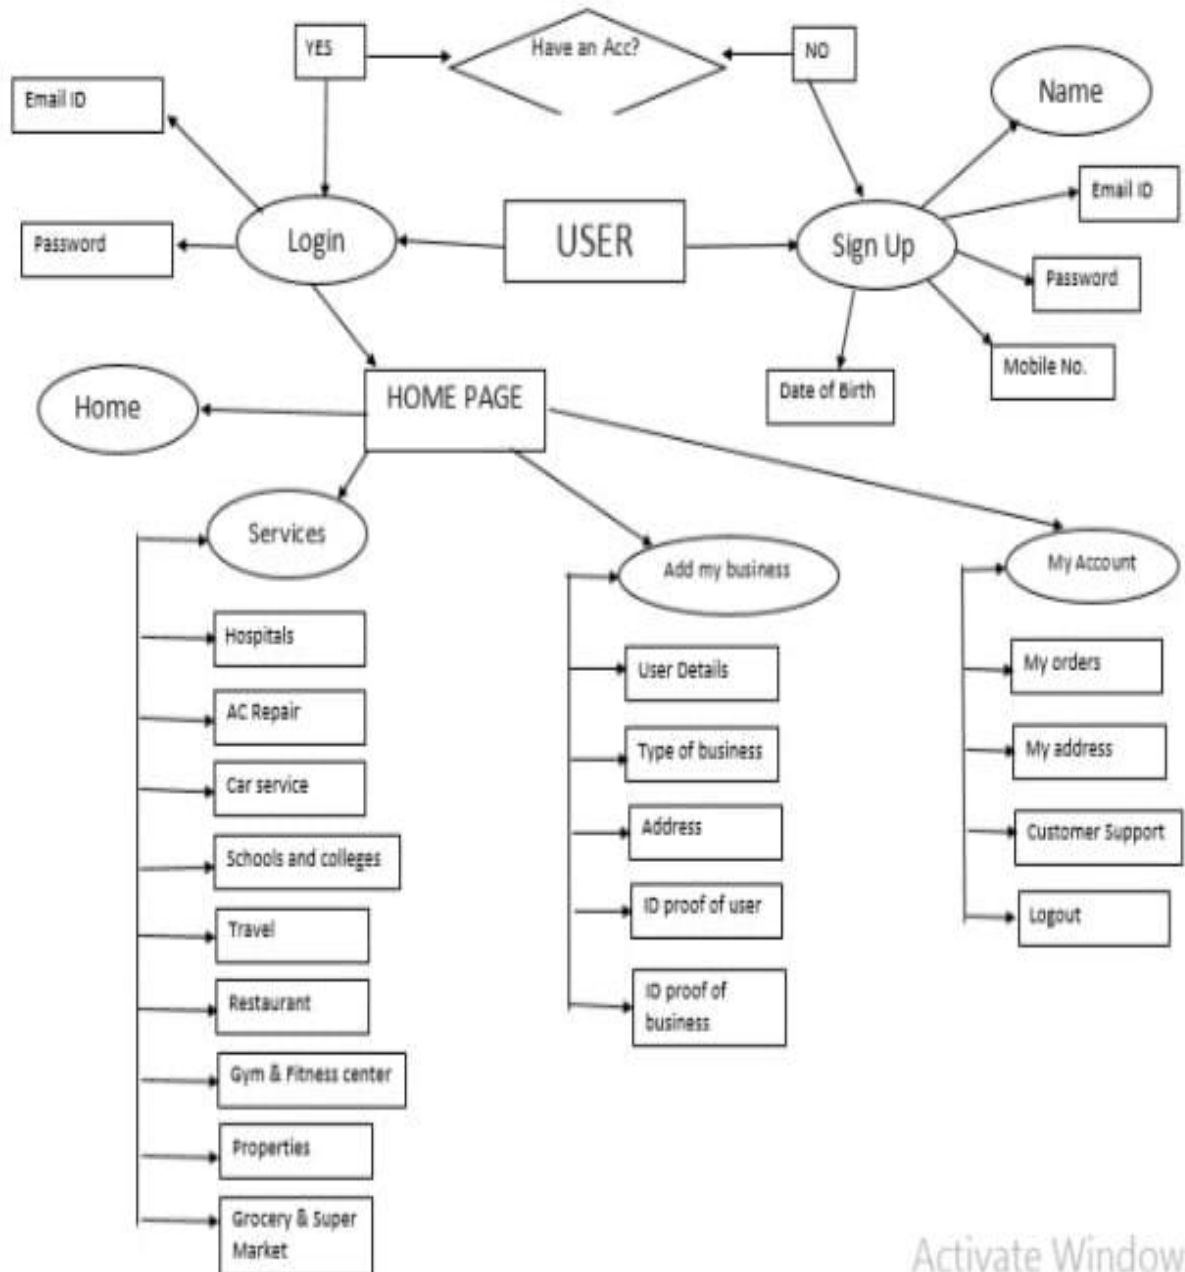 YES
Have an Acc?
NO
Email ID
Name
Email ID
Password
Login
USER
Sign Up
Password
Mobile No.
Date of Birth
Home
HOME PAGE
Services
Add my business
My Account
Hospitals
AC Repair
Car service
Schools and colleges
Travel
Restaurant
Gym & Fitness center
Properties
Grocery & Super
Market
User Details
Type of business
Address
ID proof of user
ID proof of
business
My orders
My address
Customer Support
Logout
Activate Window